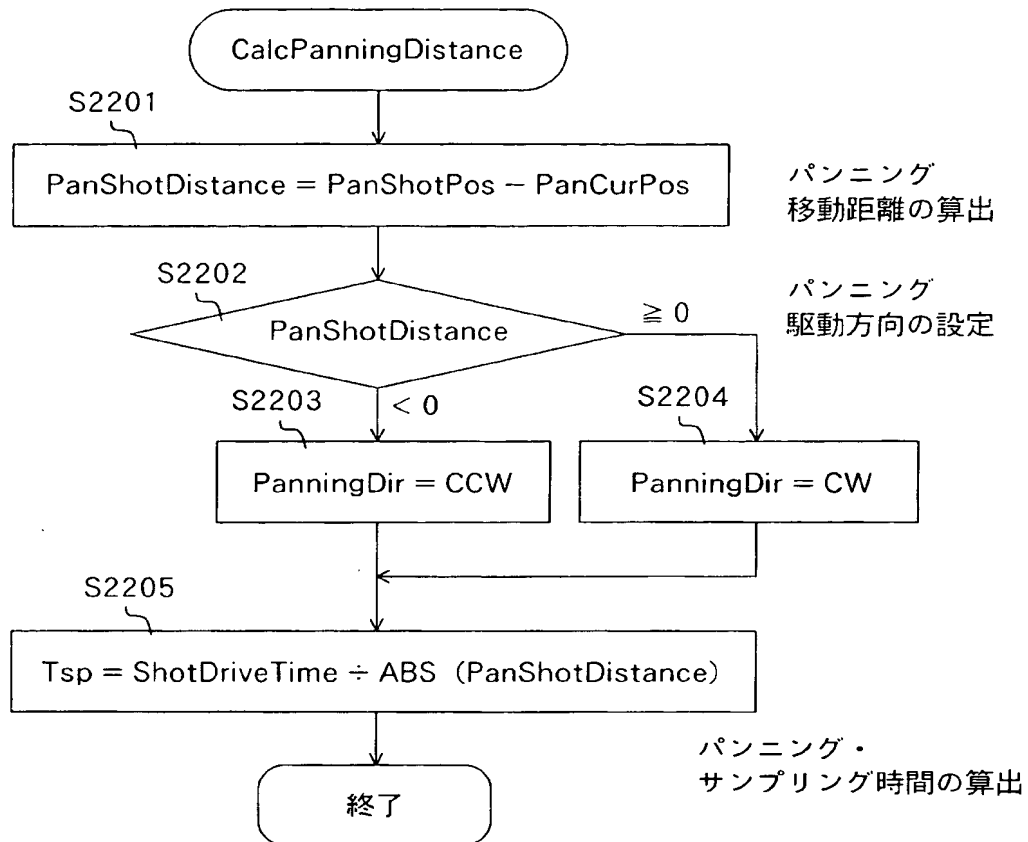 CalcPanningDistance
S2201
PanShotDistance = PanShotPos − PanCurPos
パンニング
移動距離の算出
S2202
PanShotDistance
≧ 0
パンニング
駆動方向の設定
< 0
S2203
PanningDir = CCW
S2204
PanningDir = CW
S2205
Tsp = ShotDriveTime ÷ ABS (PanShotDistance)
パンニング・
サンプリング時間の算出
終了